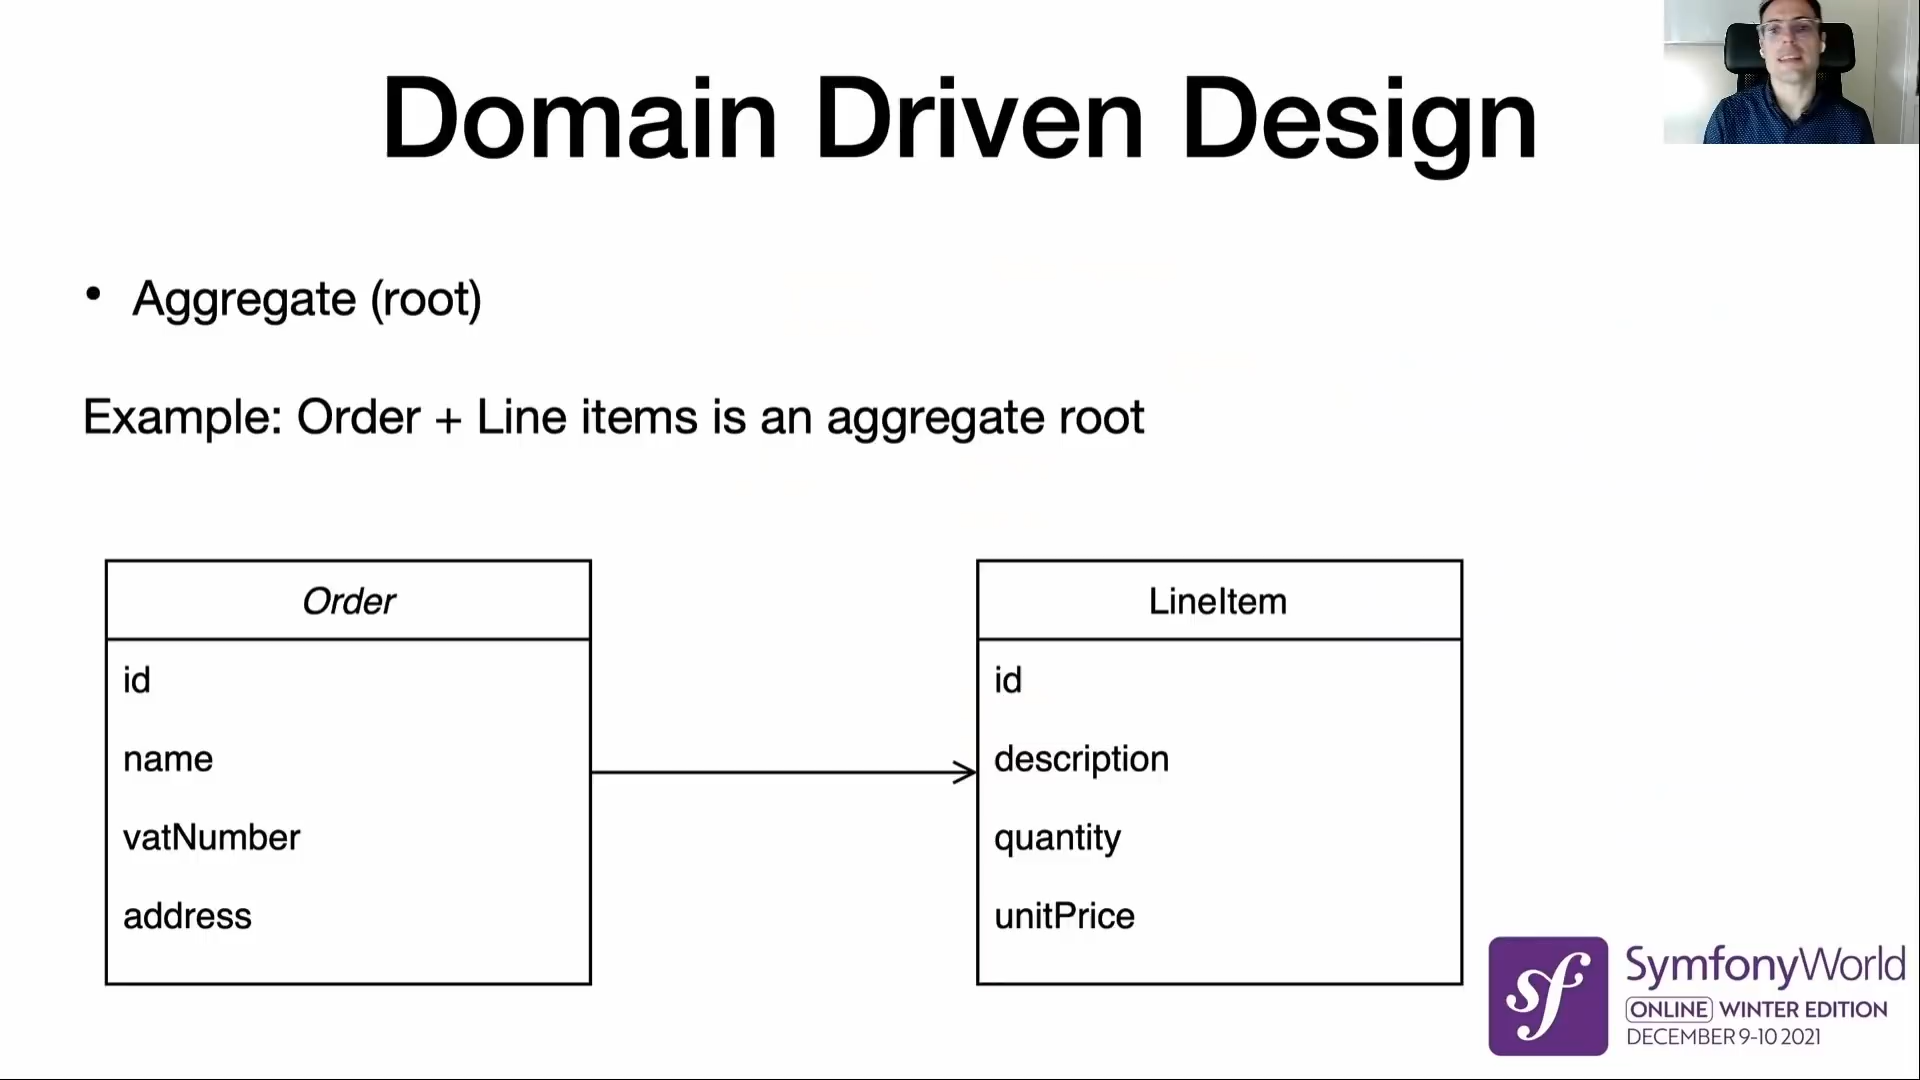 Domain Driven Design
• Aggregate (root)
Example: Order + Line items is an aggregate root
Order
id
name
vatNumber
address
LineItem
id
description
quantity
unitPrice
sf
SymfonyWorld
ONLINE WINTER EDITION
DECEMBER 9-10 2021